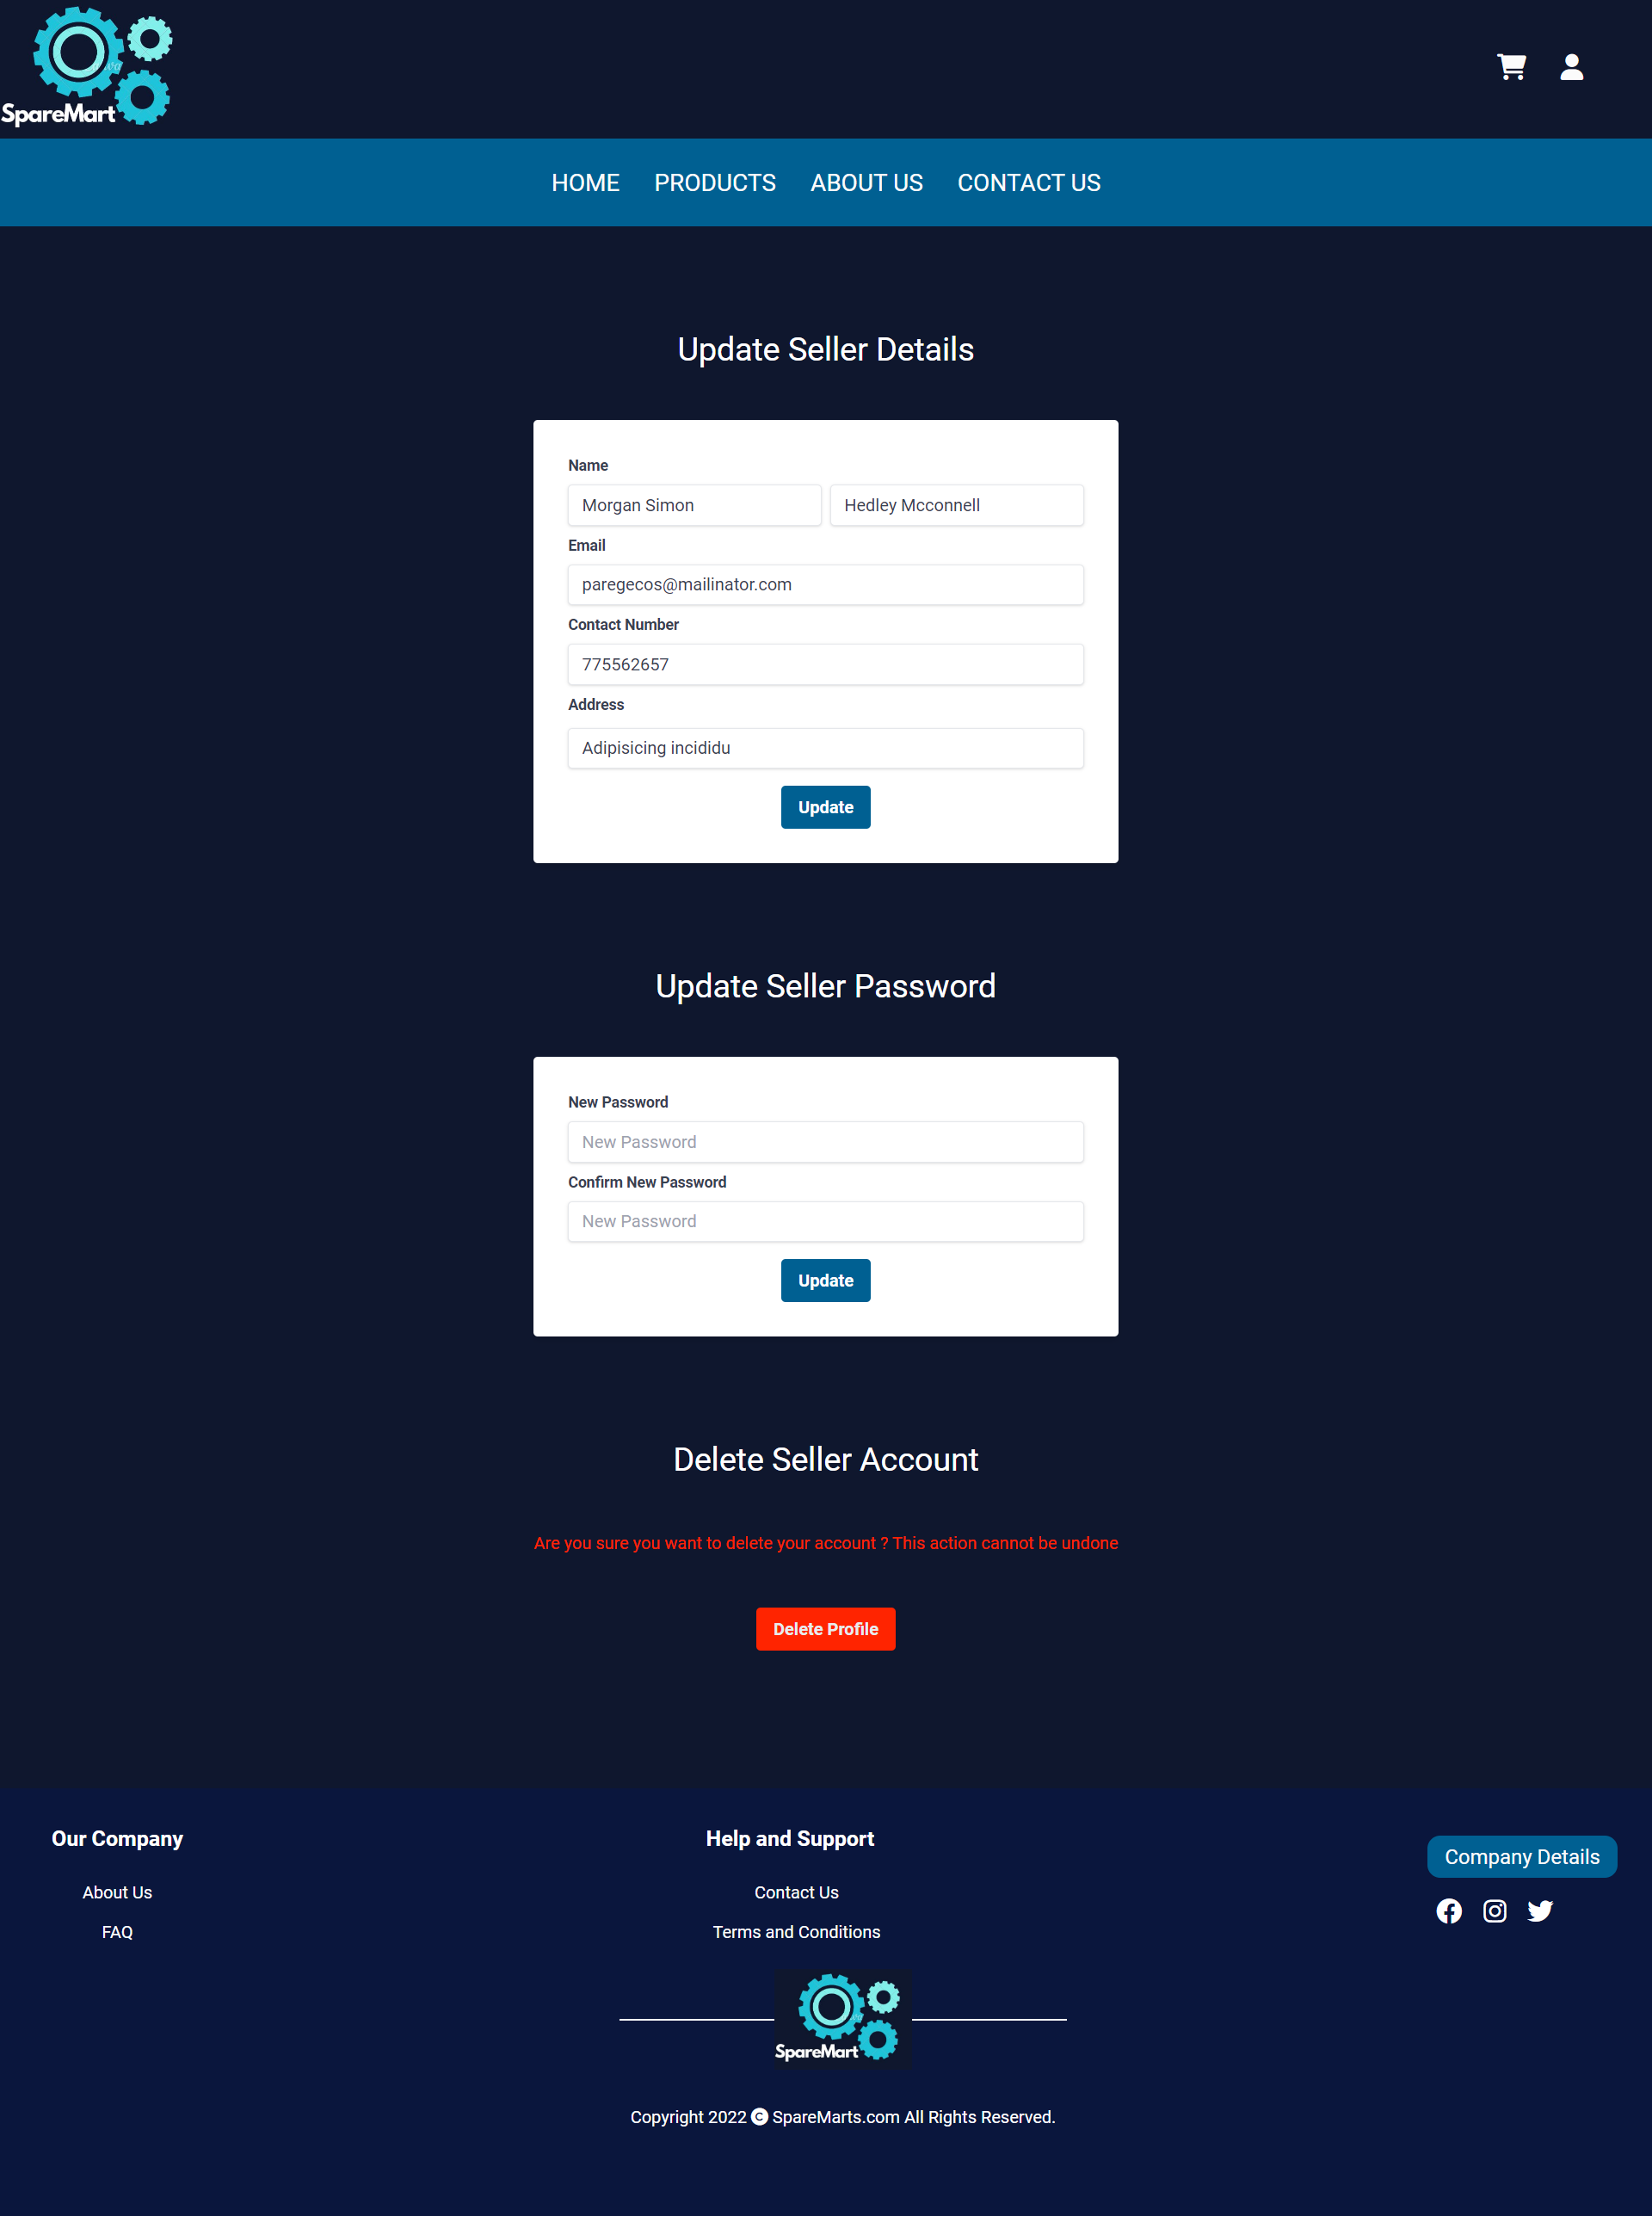 SpareMart
HOME PRODUCTS ABOUT US CONTACT US
Update Seller Details
Name
Morgan Simon Hedley Mcconnell
Email
paregecos@mailinator.com
Contact Number
775562657
Address
Adipisicing incididu
Update
Update Seller Password
New Password
New Password
Confirm New Password
New Password
Update
Delete Seller Account
Are you sure you want to delete your account ? This action cannot be undone
Delete Profile
Our Company
About Us
FAQ
Help and Support
Contact Us
Terms and Conditions
Company Details
SpareMart
Copyright 2022 © SpareMarts.com All Rights Reserved.